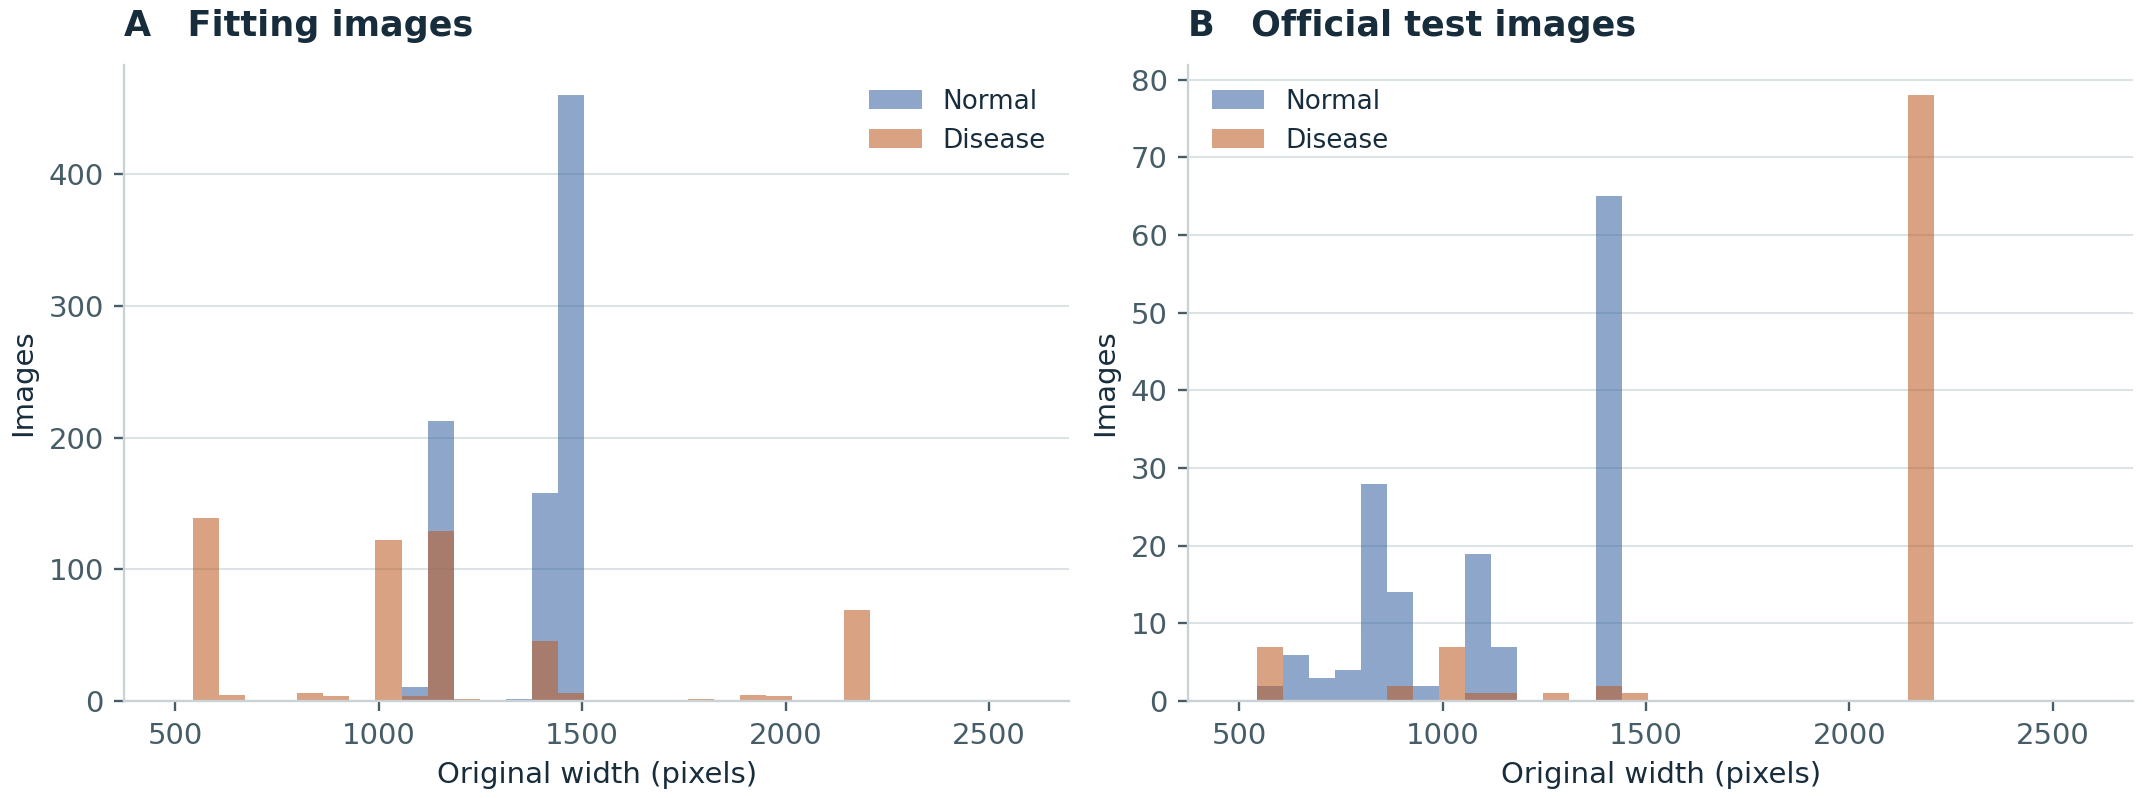 A Fitting images
Normal
Disease
400
300
200
100
0
Images
500 1000 1500 2000 2500
Original width (pixels)
B Official test images
Normal
Disease
80
70
60
50
40
30
20
10
0
Images
500 1000 1500 2000 2500
Original width (pixels)